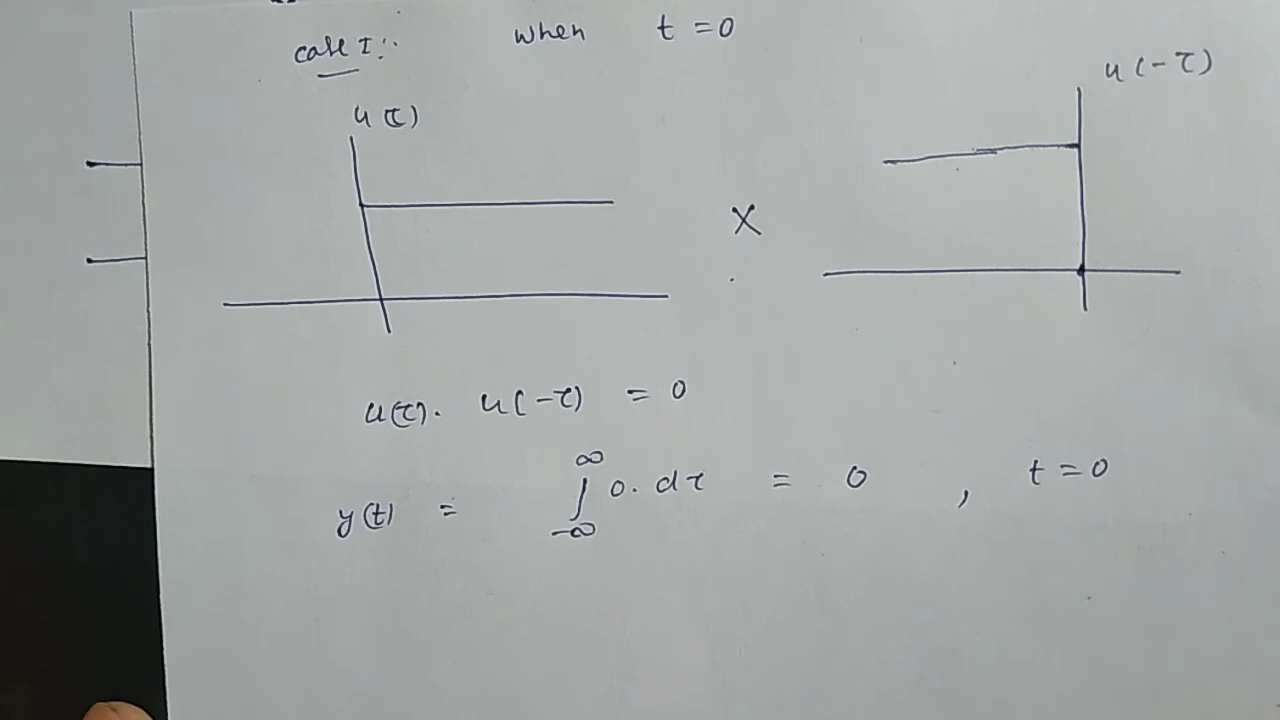 case I:- when t = 0
u(τ) u(-τ)
X
u(τ). u(-τ) = 0
y(t) = ∫_{-∞}^{∞} 0. dτ = 0 , t = 0